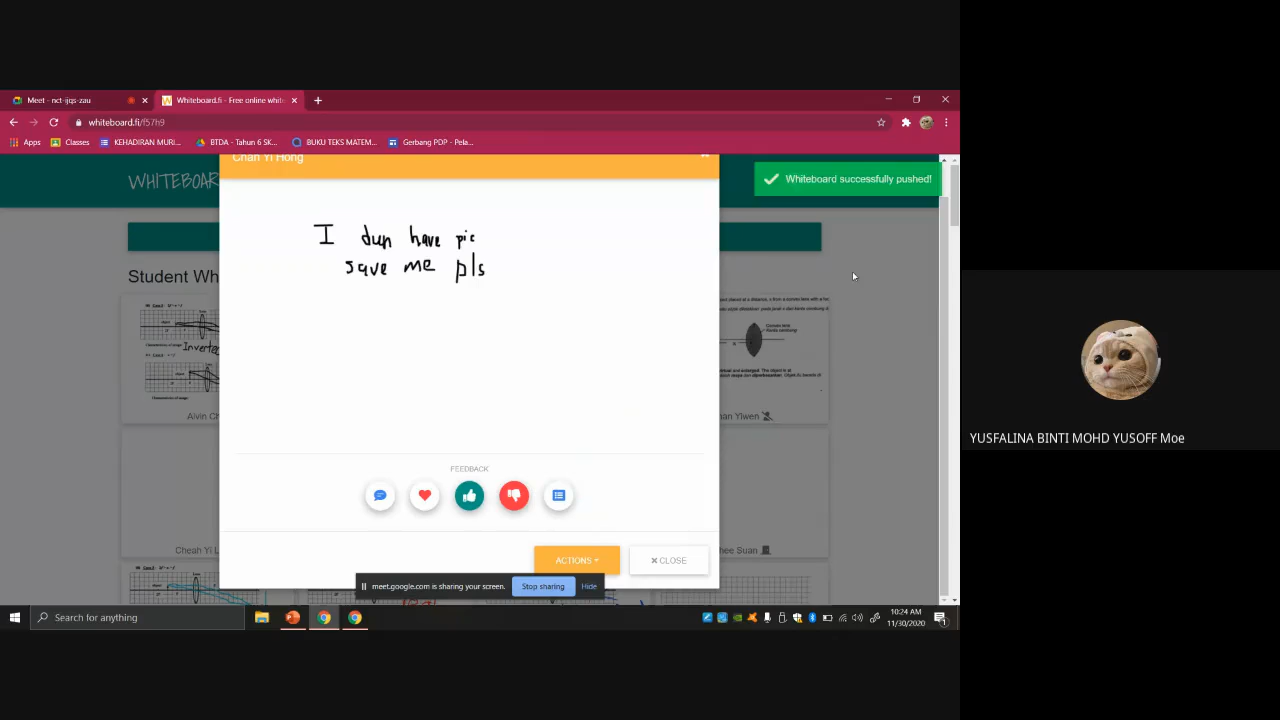 Meet - nct-ijqs-zau
Whiteboard.fi - Free online white
whiteboard.fi/f57h9
Apps
Classes
KEHADIRAN MURI...
BTDA - Tahun 6 SK...
BUKU TEKS MATEM...
Gerbang PDP - Pela...
WHITEBOAR
Chan Yi Hong
Whiteboard successfully pushed!
I dun have pic
save me pls
Student Wh
Inverte
Alvin Ch
han YIwen
Cheah Yi L
hee Suan
FEEDBACK
ACTIONS
CLOSE
meet.google.com is sharing your screen.
Stop sharing
Hide
Search for anything
10:24 AM
11/30/2020
YUSFALINA BINTI MOHD YUSOFF Moe